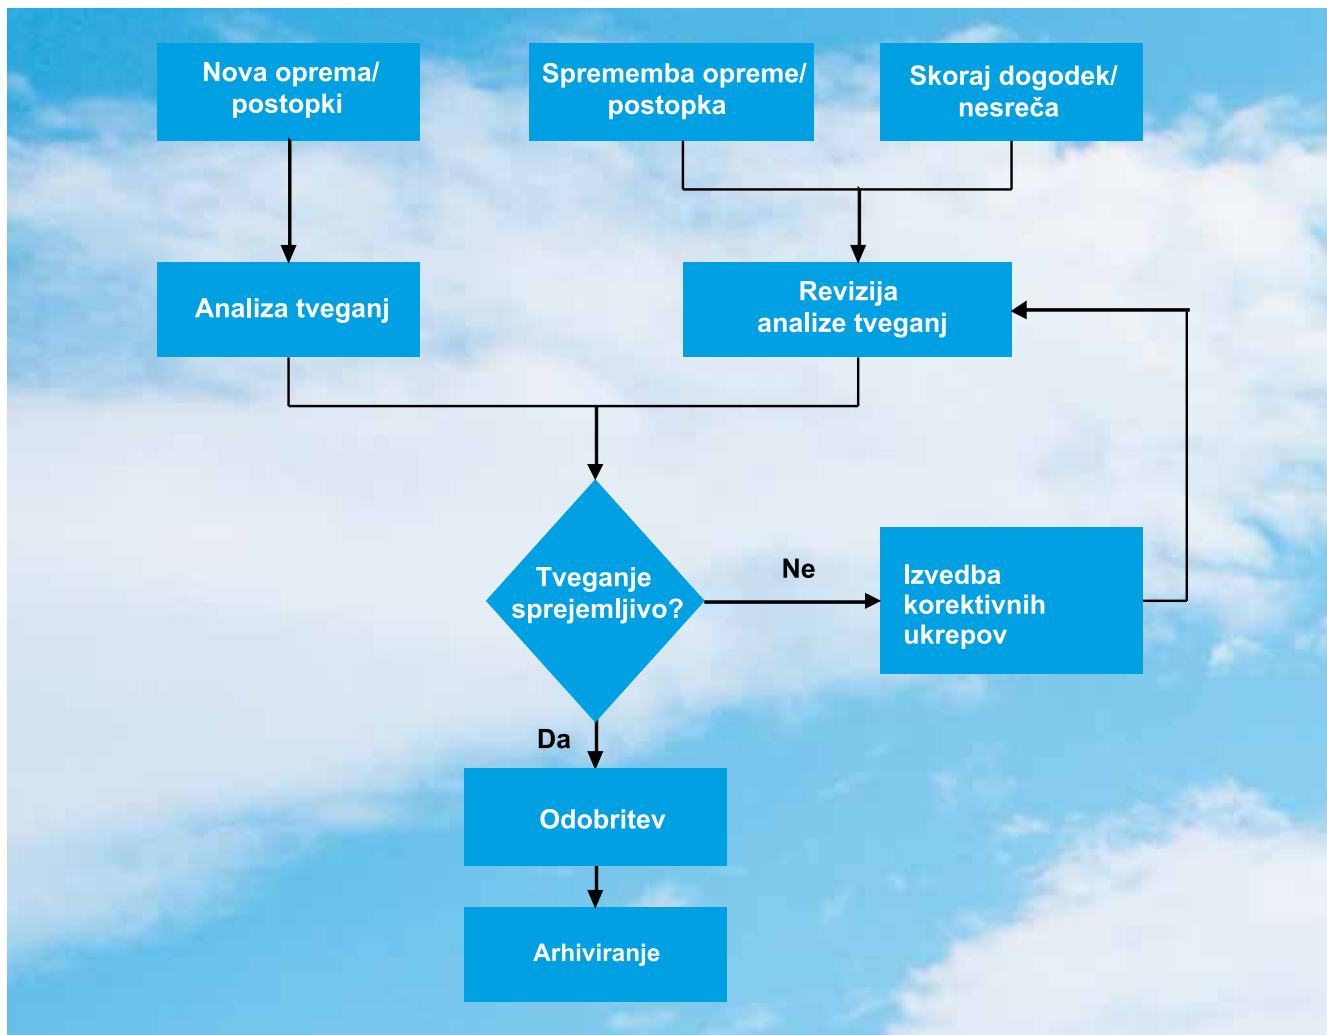 Nova oprema/
postopki
Sprememba opreme/
postopka
Skoraj dogodek/
nesreča
Analiza tveganj
Revizija
analize tveganj
Tveganje
sprejemljivo?
Ne
Izvedba
korektivnih
ukrepov
Da
Odobritev
Arhiviranje